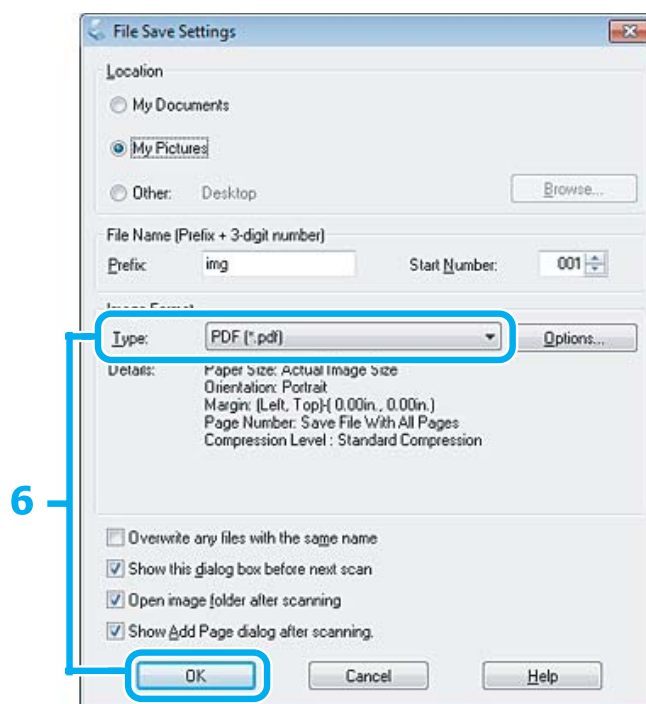 File Save Settings
Location
My Documents
My Pictures
Other: Desktop Browse...
File Name (Prefix + 3-digit number)
Prefix: img Start Number: 001
Image Format
Type: PDF (*.pdf) Options...
Details: Paper Size: Actual Image Size
Orientation: Portrait
Margin: (Left, Top)-( 0.00in., 0.00in.)
Page Number: Save File With All Pages
Compression Level : Standard Compression
6
Overwrite any files with the same name
Show this dialog box before next scan
Open image folder after scanning
Show Add Page dialog after scanning.
OK Cancel Help